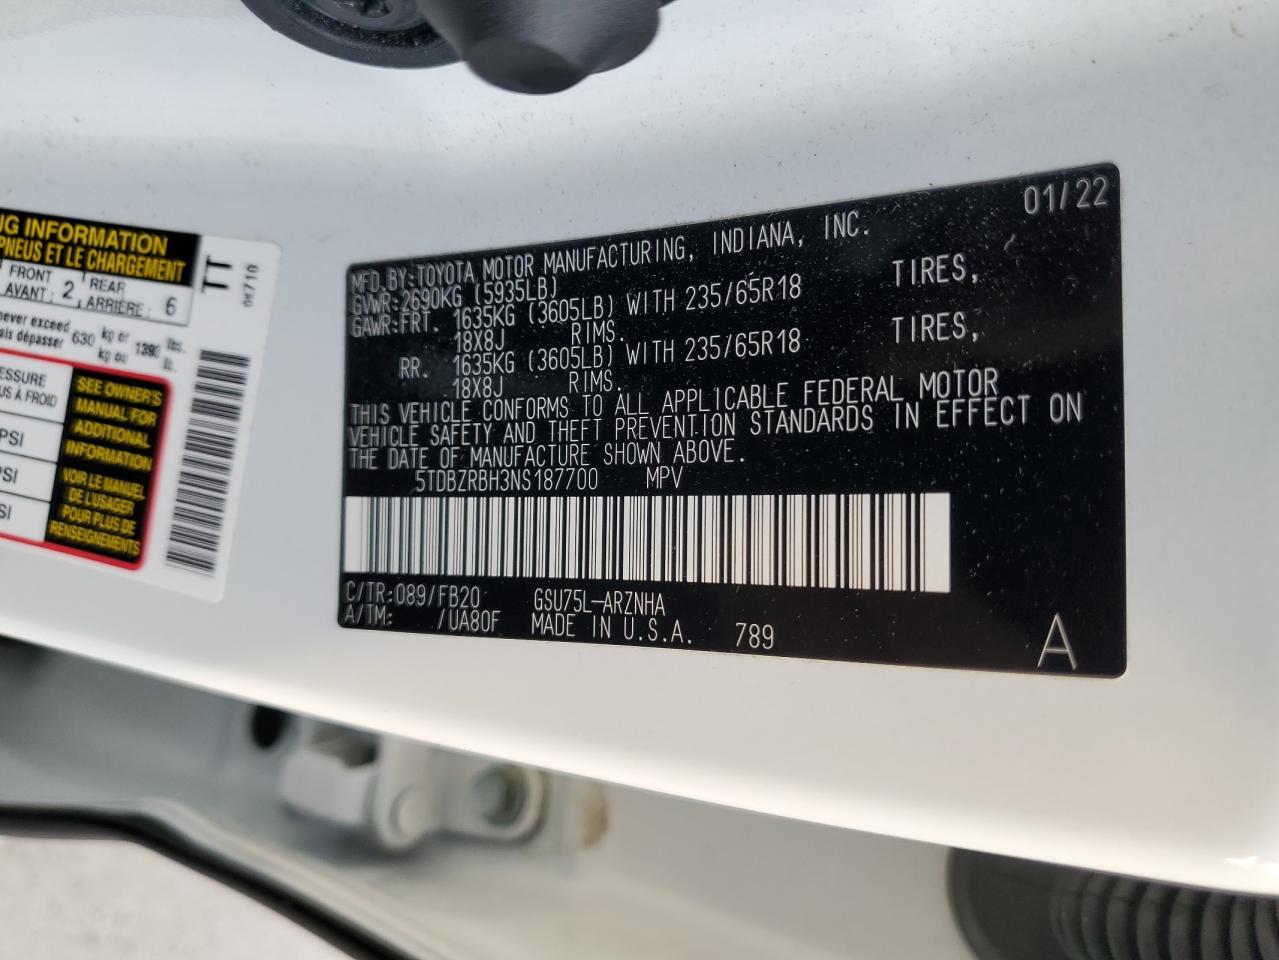 NG INFORMATION
PNEUS ET LE CHARGEMENT
TT
08710
FRONT
AVANT: 2
REAR
ARRIÈRE: 6
never exceed
ais dépasser
630
kg or
kg ou
1390
lbs.
lb.
ESSURE
US À FROID
PSI
PSI
SI
SEE OWNER'S
MANUAL FOR
ADDITIONAL
INFORMATION
VOIR LE MANUEL
DE L'USAGER
POUR PLUS DE
RENSEIGNEMENTS
01/22
MFD.BY:TOYOTA MOTOR MANUFACTURING, INDIANA, INC.
GVWR:2690KG (5935LB)
GAWR:FRT. 1635KG (3605LB) WITH 235/65R18 TIRES,
18X8J RIMS.
RR. 1635KG (3605LB) WITH 235/65R18 TIRES,
18X8J RIMS.
THIS VEHICLE CONFORMS TO ALL APPLICABLE FEDERAL MOTOR
VEHICLE SAFETY AND THEFT PREVENTION STANDARDS IN EFFECT ON
THE DATE OF MANUFACTURE SHOWN ABOVE.
5TDBZRBH3NS187700 MPV
C/TR:089/FB20 GSU75L-ARZNHA
A/TM: /UA80F MADE IN U.S.A. 789
A